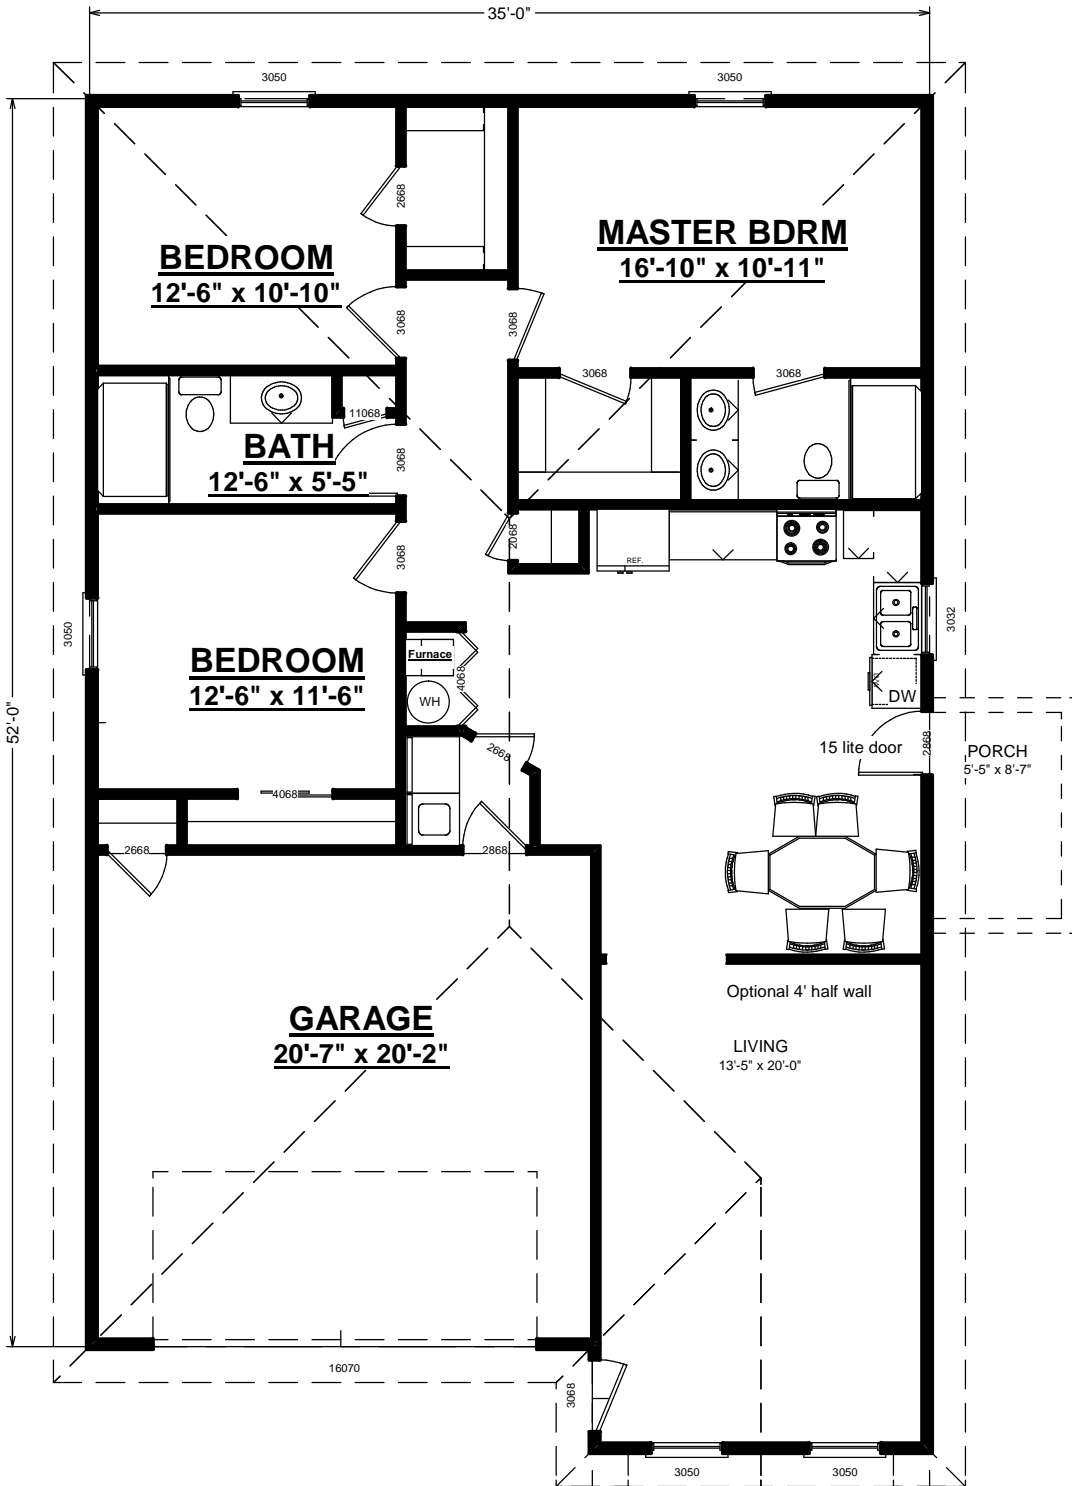 35'-0"
3050
3050
2668
MASTER BDRM
16'-10" x 10'-11"
BEDROOM
12'-6" x 10'-10"
3068
3068
3068
3068
11068
BATH
12'-6" x 5'-5"
3068
2068
REF.
3068
3050
3032
Furnace
WH
4068
BEDROOM
12'-6" x 11'-6"
DW
52'-0"
2668
15 lite door
2868
PORCH
5'-5" x 8'-7"
4068
2668
2868
Optional 4' half wall
GARAGE
20'-7" x 20'-2"
LIVING
13'-5" x 20'-0"
16070
3068
3050
3050